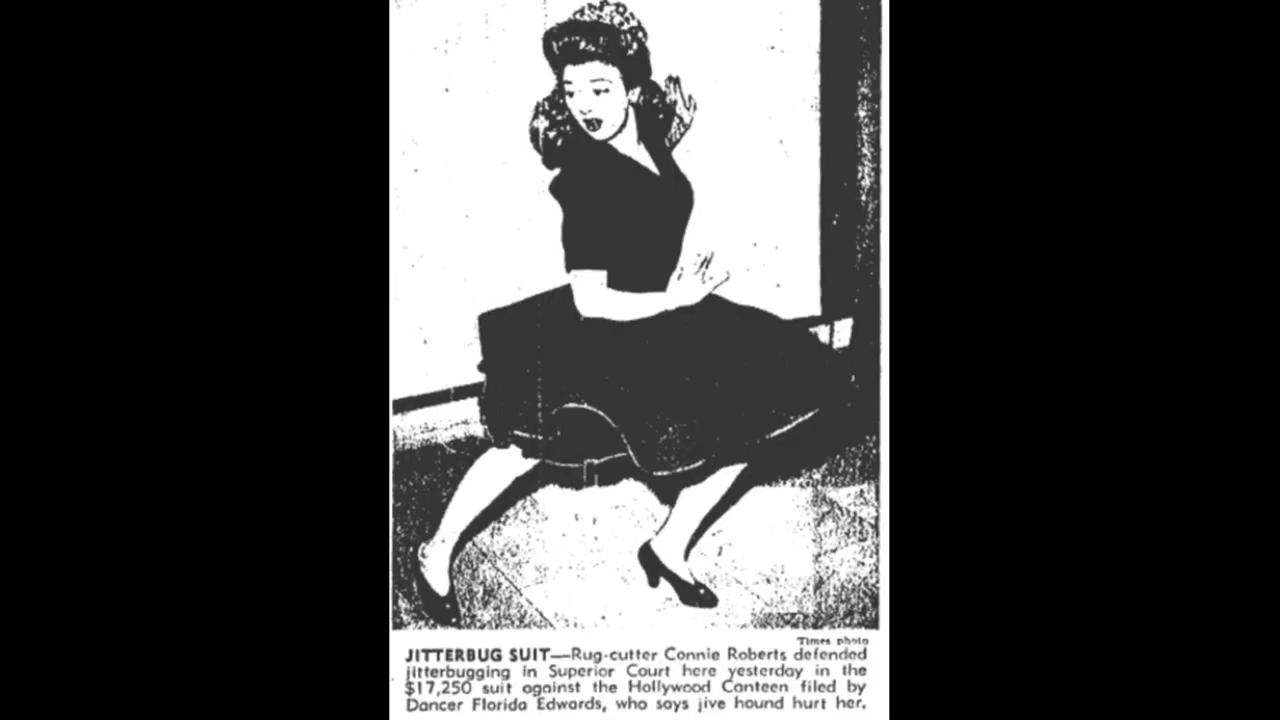 Times photo
JITTERBUG SUIT—Rug-cutter Connie Roberts defended
jitterbugging in Superior Court here yesterday in the
$17,250 suit against the Hollywood Canteen filed by
Dancer Florida Edwards, who says jive hound hurt her.